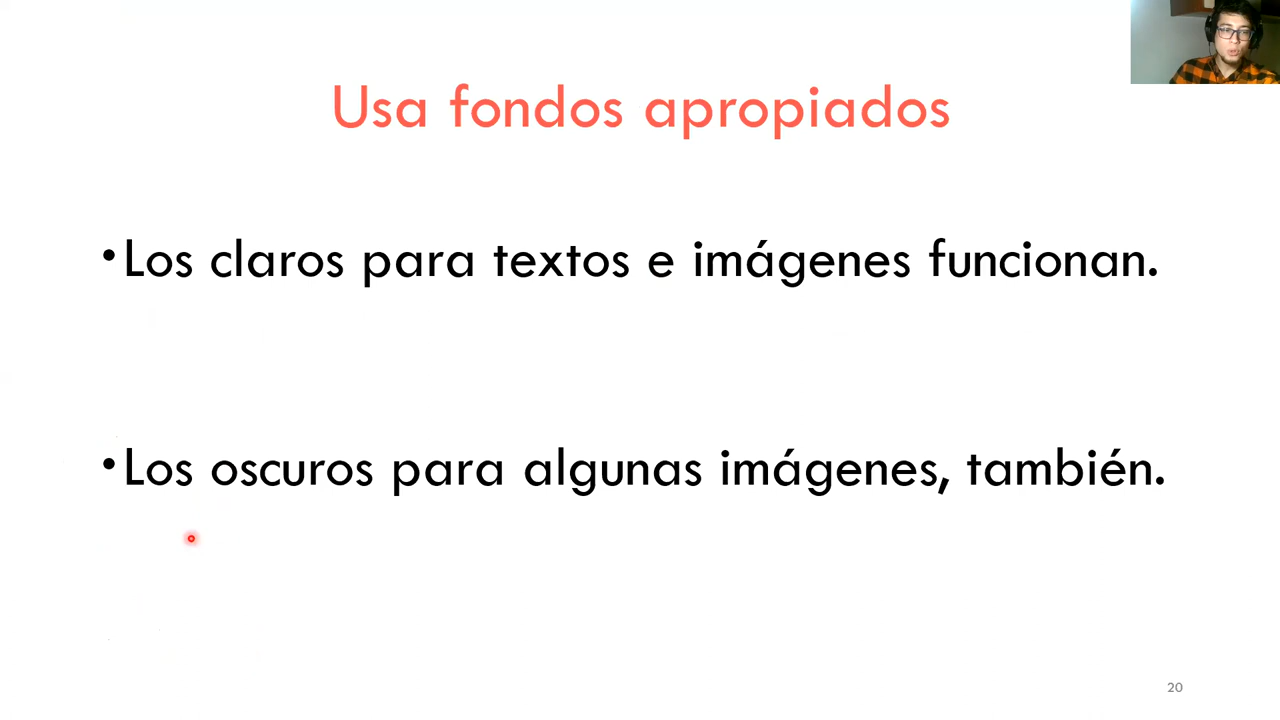 Usa fondos apropiados
•Los claros para textos e imágenes funcionan.
•Los oscuros para algunas imágenes, también.
20